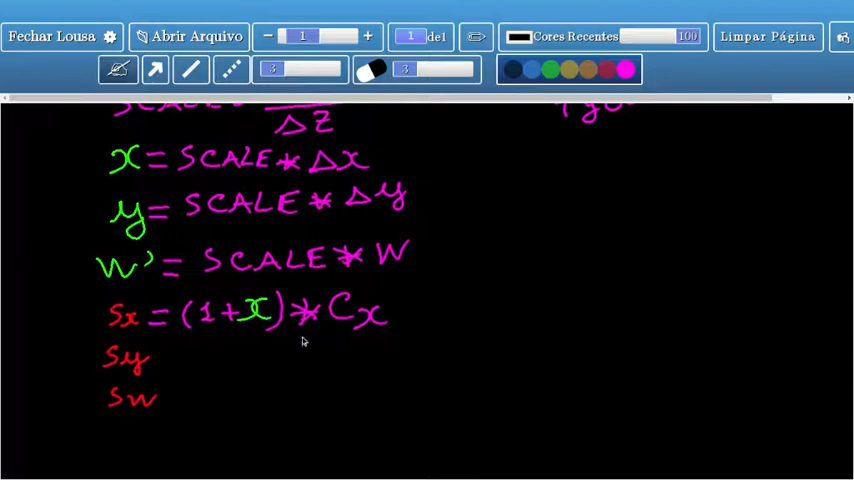 Fechar Lousa Abrir Arquivo − 1 + 1 de1 Cores Recentes 100 Limpar Página
3 3
SCALE =
ΔZ
x = SCALE * Δx
y = SCALE * Δy
W' = SCALE * W
Sx = (1+x) * Cx
Sy
Sw